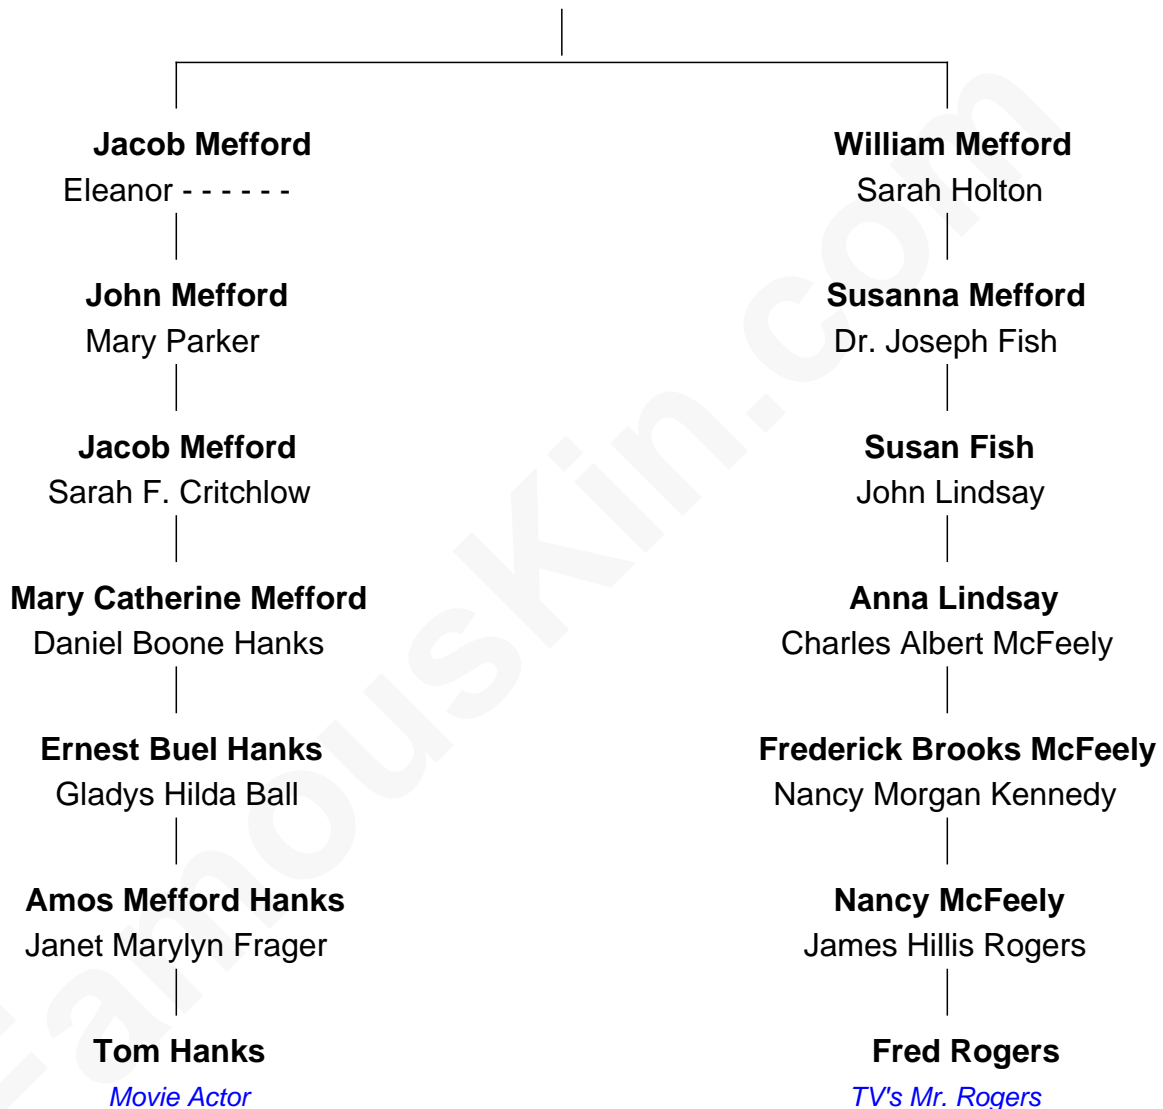 Jacob Mefford
Eleanor - - - - - -
William Mefford
Sarah Holton
John Mefford
Mary Parker
Susanna Mefford
Dr. Joseph Fish
Jacob Mefford
Sarah F. Critchlow
Susan Fish
John Lindsay
Mary Catherine Mefford
Daniel Boone Hanks
Anna Lindsay
Charles Albert McFeely
Ernest Buel Hanks
Gladys Hilda Ball
Frederick Brooks McFeely
Nancy Morgan Kennedy
Amos Mefford Hanks
Janet Marylyn Frager
Nancy McFeely
James Hillis Rogers
Tom Hanks
Movie Actor
Fred Rogers
TV's Mr. Rogers
FamousKin.com